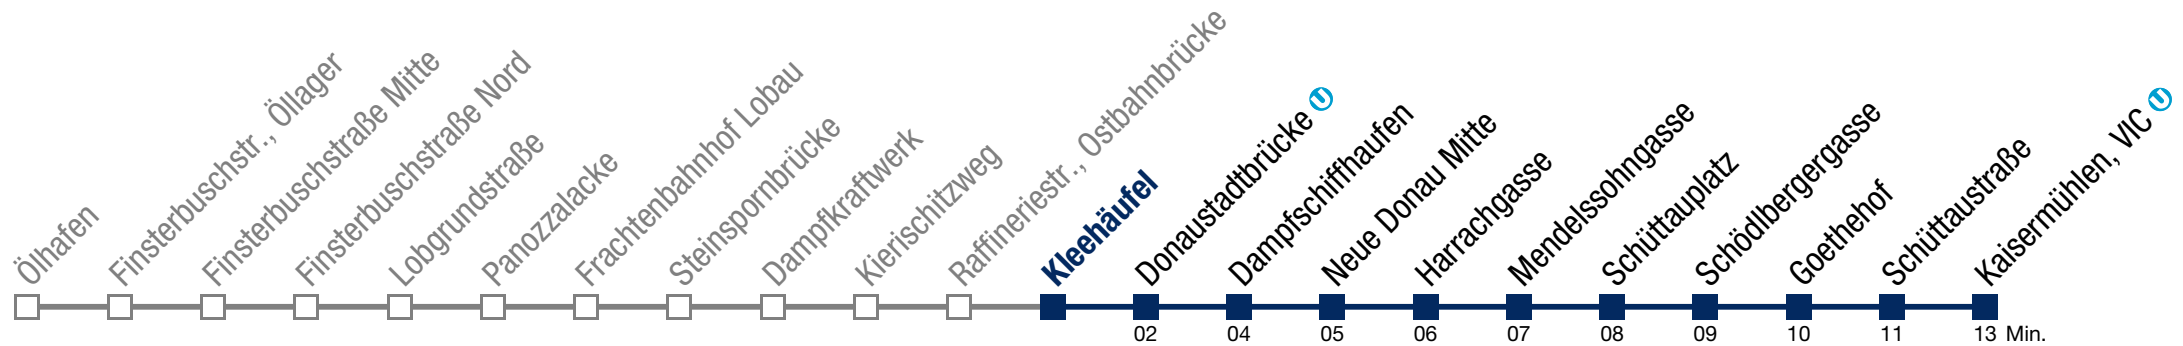 Ölhafen
Finsterbuschstr., Öllager
Finsterbuschstraße Mitte
Finsterbuschstraße Nord
Lobgrundstraße
Panozzalacke
Frachtenbahnhof Lobau
Steinspornbrücke
Dampfkraftwerk
Kierischitzweg
Raffineriestr., Ostbahnbrücke
Kleehäufel
Donaustadtbrücke U
Dampfschiffhaufen
Neue Donau Mitte
Harrachgasse
Mendelssohngasse
Schüttauplatz
Schödlbergergasse
Goethehof
Schüttaustraße
Kaisermühlen, VIC U
02 04 05 06 07 08 09 10 11 13 Min.